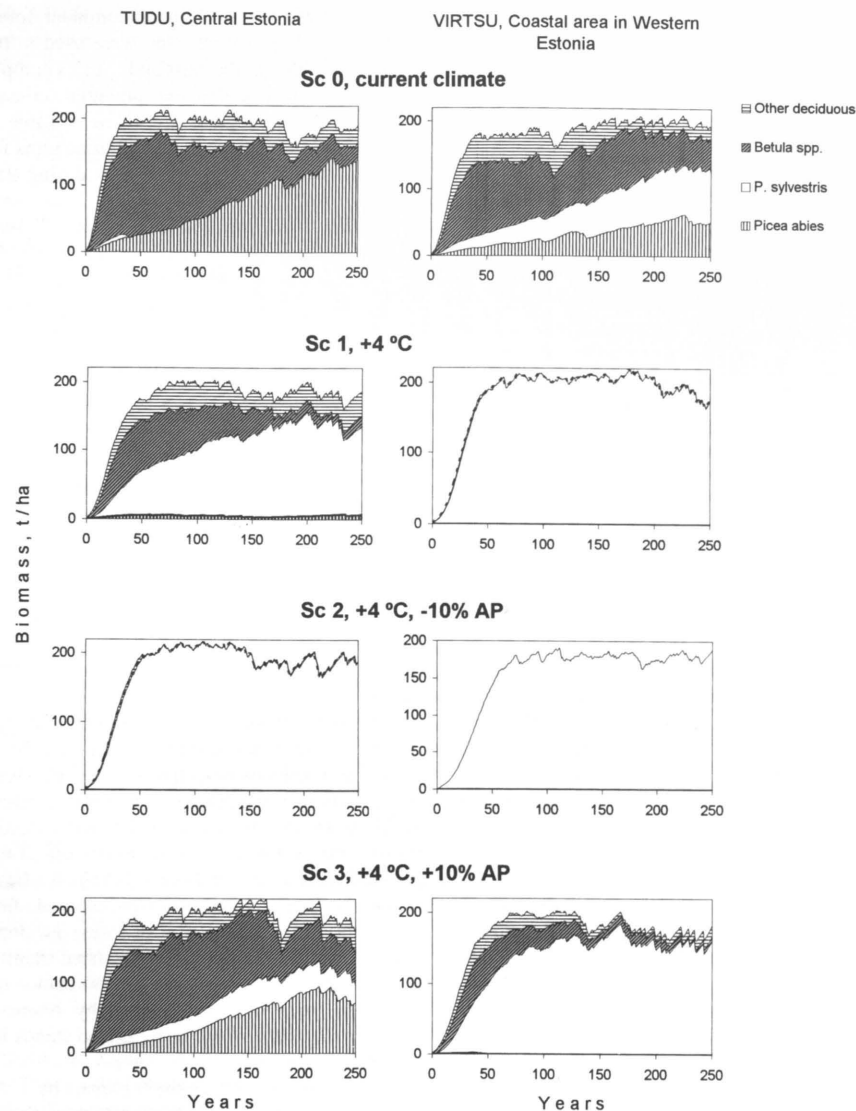 TUDU, Central Estonia
VIRTSU, Coastal area in Western
Estonia
Sc 0, current climate
200
100
0
0 50 100 150 200 250
200
100
0
0 50 100 150 200 250
Other deciduous
Betula spp.
P. sylvestris
Picea abies
Sc 1, +4 ºC
200
100
0
0 50 100 150 200 250
200
100
0
0 50 100 150 200 250
Biomass, t/ha
Sc 2, +4 ºC, -10% AP
200
100
0
0 50 100 150 200 250
200
150
100
50
0
0 50 100 150 200 250
Sc 3, +4 ºC, +10% AP
200
100
0
0 50 100 150 200 250
Years
200
100
0
0 50 100 150 200 250
Years